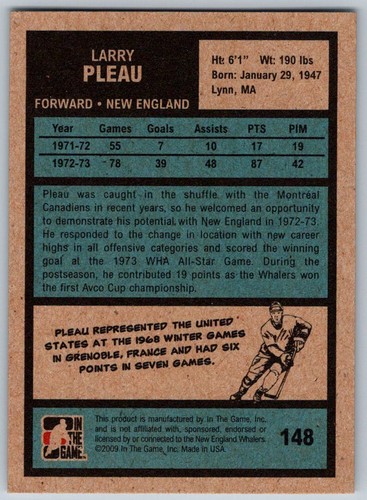 LARRY
PLEAU
FORWARD • NEW ENGLAND
Ht: 6'1" Wt: 190 lbs
Born: January 29, 1947
Lynn, MA
Year Games Goals Assists PTS PIM
1971-72 55 7 10 17 19
1972-73 78 39 48 87 42
Pleau was caught in the shuffle with the Montréal
Canadiens in recent years, so he welcomed an opportunity
to demonstrate his potential with New England in 1972-73.
He responded to the change in location with new career
highs in all offensive categories and scored the winning
goal at the 1973 WHA All-Star Game. During the
postseason, he contributed 19 points as the Whalers won
the first Avco Cup championship.
PLEAU REPRESENTED THE UNITED
STATES AT THE 1968 WINTER GAMES
IN GRENOBLE, FRANCE AND HAD SIX
POINTS IN SEVEN GAMES.
IN
THE
GAME
This product is manufactured by In The Game, Inc.
and is not affiliated with, sponsored, endorsed
or licensed by or connected to the New England Whalers.
©2009 In The Game, Inc. Made in USA
148